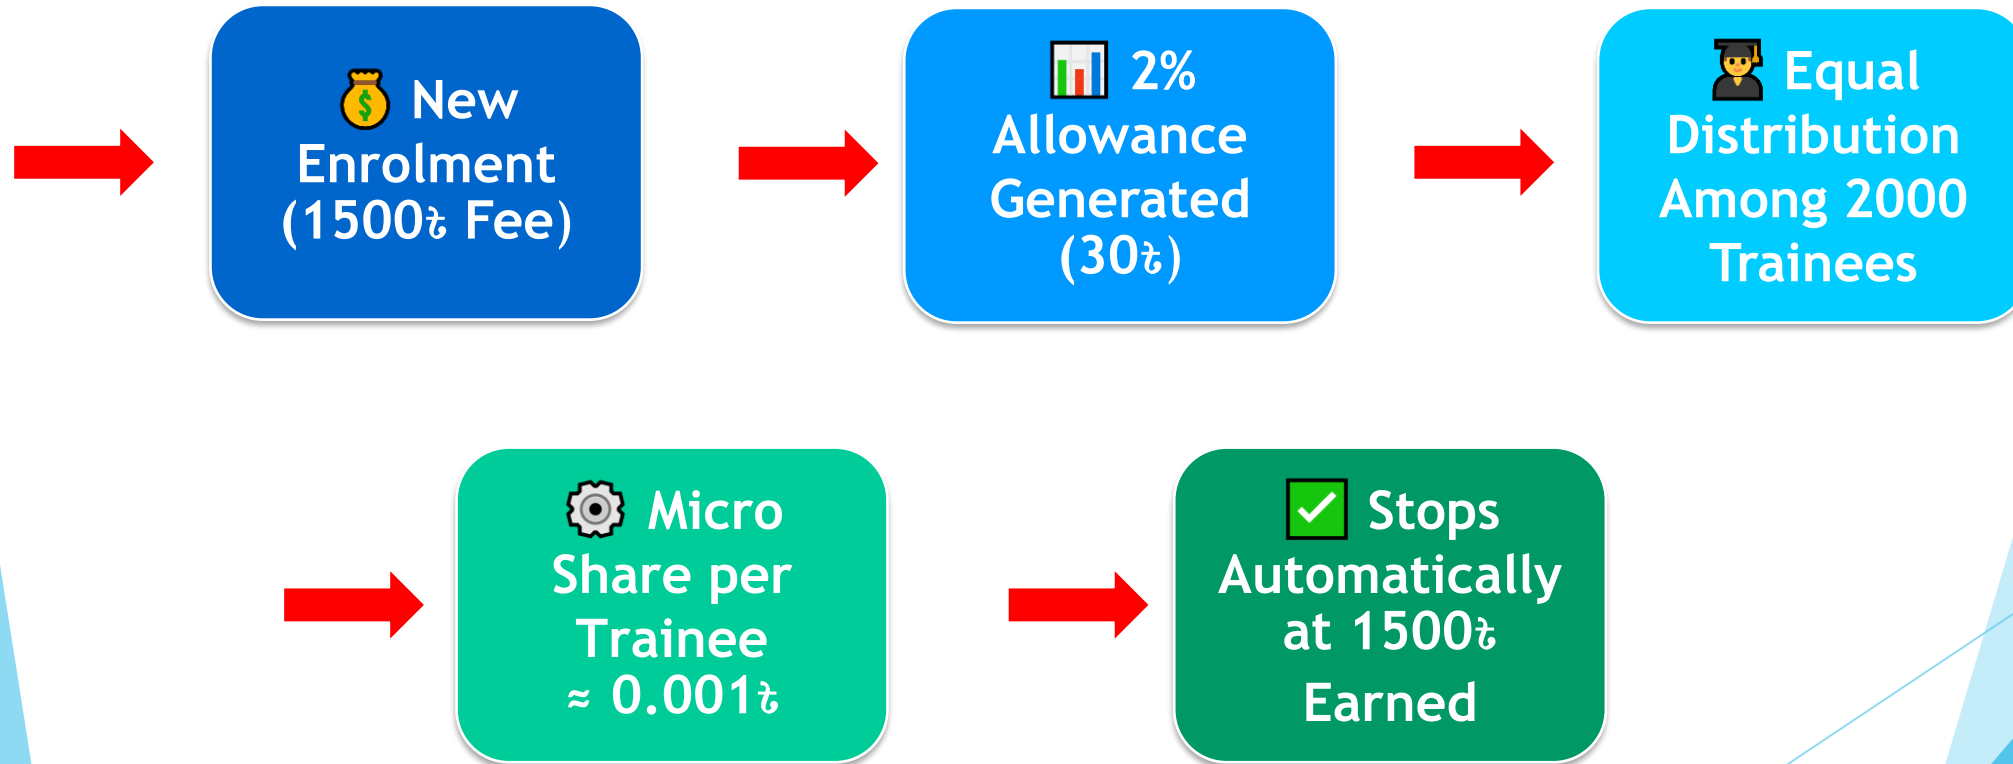 New
Enrolment
(1500৳ Fee)
2%
Allowance
Generated
(30৳)
Equal
Distribution
Among 2000
Trainees
Micro
Share per
Trainee
≈ 0.001৳
Stops
Automatically
at 1500৳
Earned